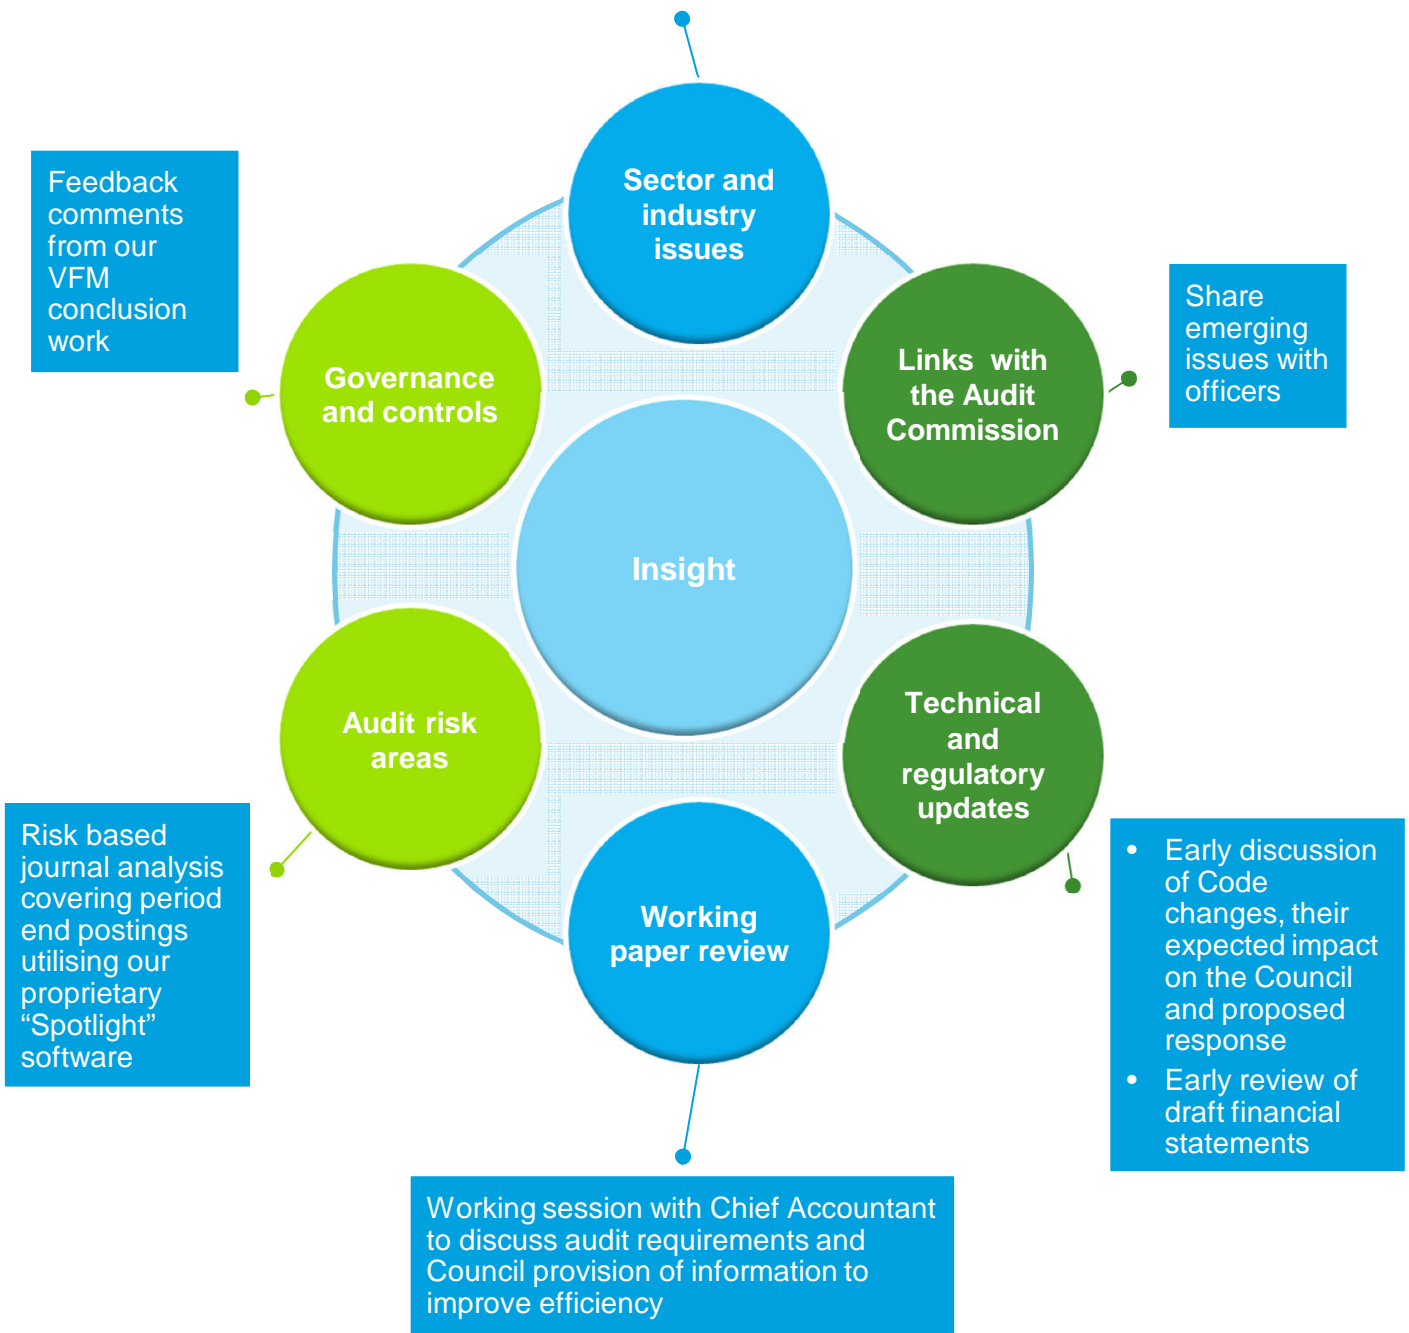 Sector and
industry
issues
Feedback
comments
from our
VFM
conclusion
work
Governance
and controls
Links with
the Audit
Commission
Share
emerging
issues with
officers
Insight
Audit risk
areas
Technical
and
regulatory
updates
Risk based
journal analysis
covering period
end postings
utilising our
proprietary
“Spotlight”
software
Working
paper review
• Early discussion
of Code
changes, their
expected impact
on the Council
and proposed
response
• Early review of
draft financial
statements
Working session with Chief Accountant
to discuss audit requirements and
Council provision of information to
improve efficiency